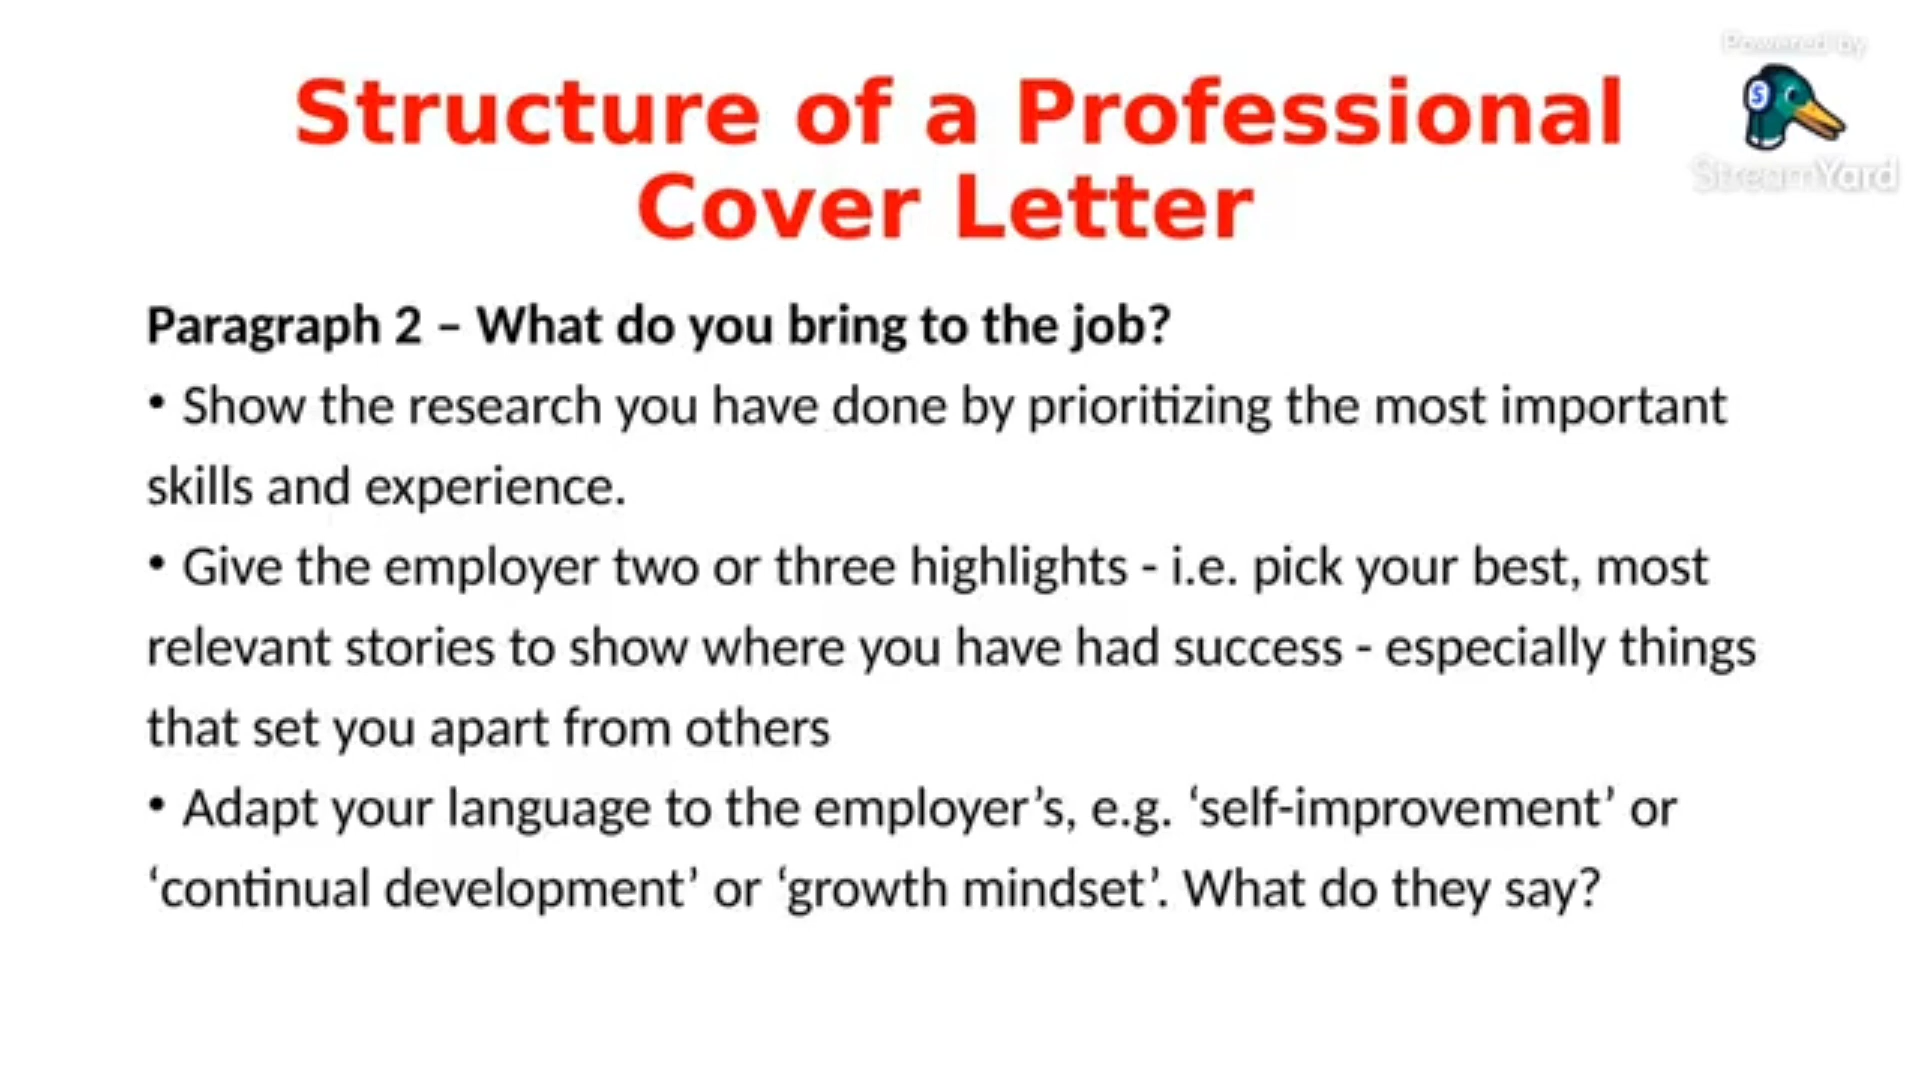 Powered by
StreamYard
Structure of a Professional
Cover Letter
Paragraph 2 – What do you bring to the job?
• Show the research you have done by prioritizing the most important
skills and experience.
• Give the employer two or three highlights - i.e. pick your best, most
relevant stories to show where you have had success - especially things
that set you apart from others
• Adapt your language to the employer’s, e.g. ‘self-improvement’ or
‘continual development’ or ‘growth mindset’. What do they say?